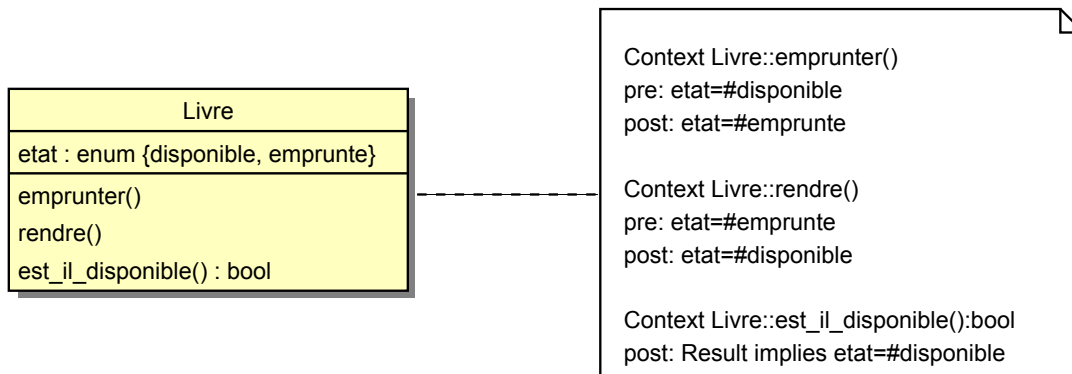 Livre
etat : enum {disponible, emprunte}
emprunter()
rendre()
est_il_disponible() : bool
Context Livre::emprunter()
pre: etat=#disponible
post: etat=#emprunte
Context Livre::rendre()
pre: etat=#emprunte
post: etat=#disponible
Context Livre::est_il_disponible():bool
post: Result implies etat=#disponible